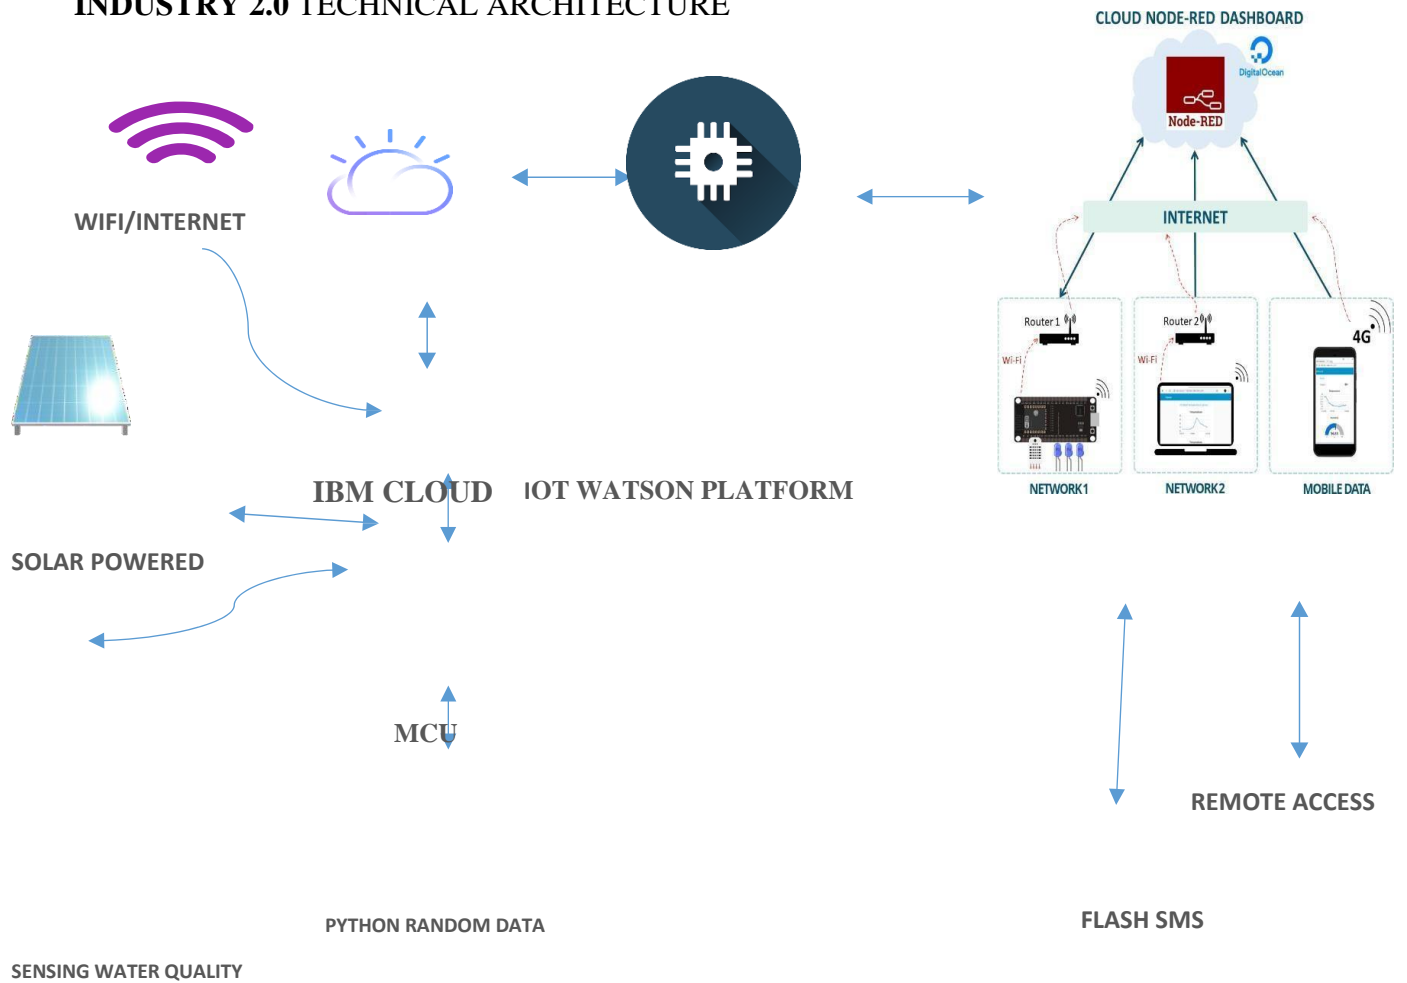 INDUSTRY 2.0 TECHNICAL ARCHITECTURE
CLOUD NODE-RED DASHBOARD
DigitalOcean
Node-RED
WIFI/INTERNET
INTERNET
Router 1
Router 2
4G
Wi-Fi
Wi-Fi
IBM CLOUD
IOT WATSON PLATFORM
NETWORK1
NETWORK2
MOBILE DATA
SOLAR POWERED
MCU
REMOTE ACCESS
PYTHON RANDOM DATA
FLASH SMS
SENSING WATER QUALITY